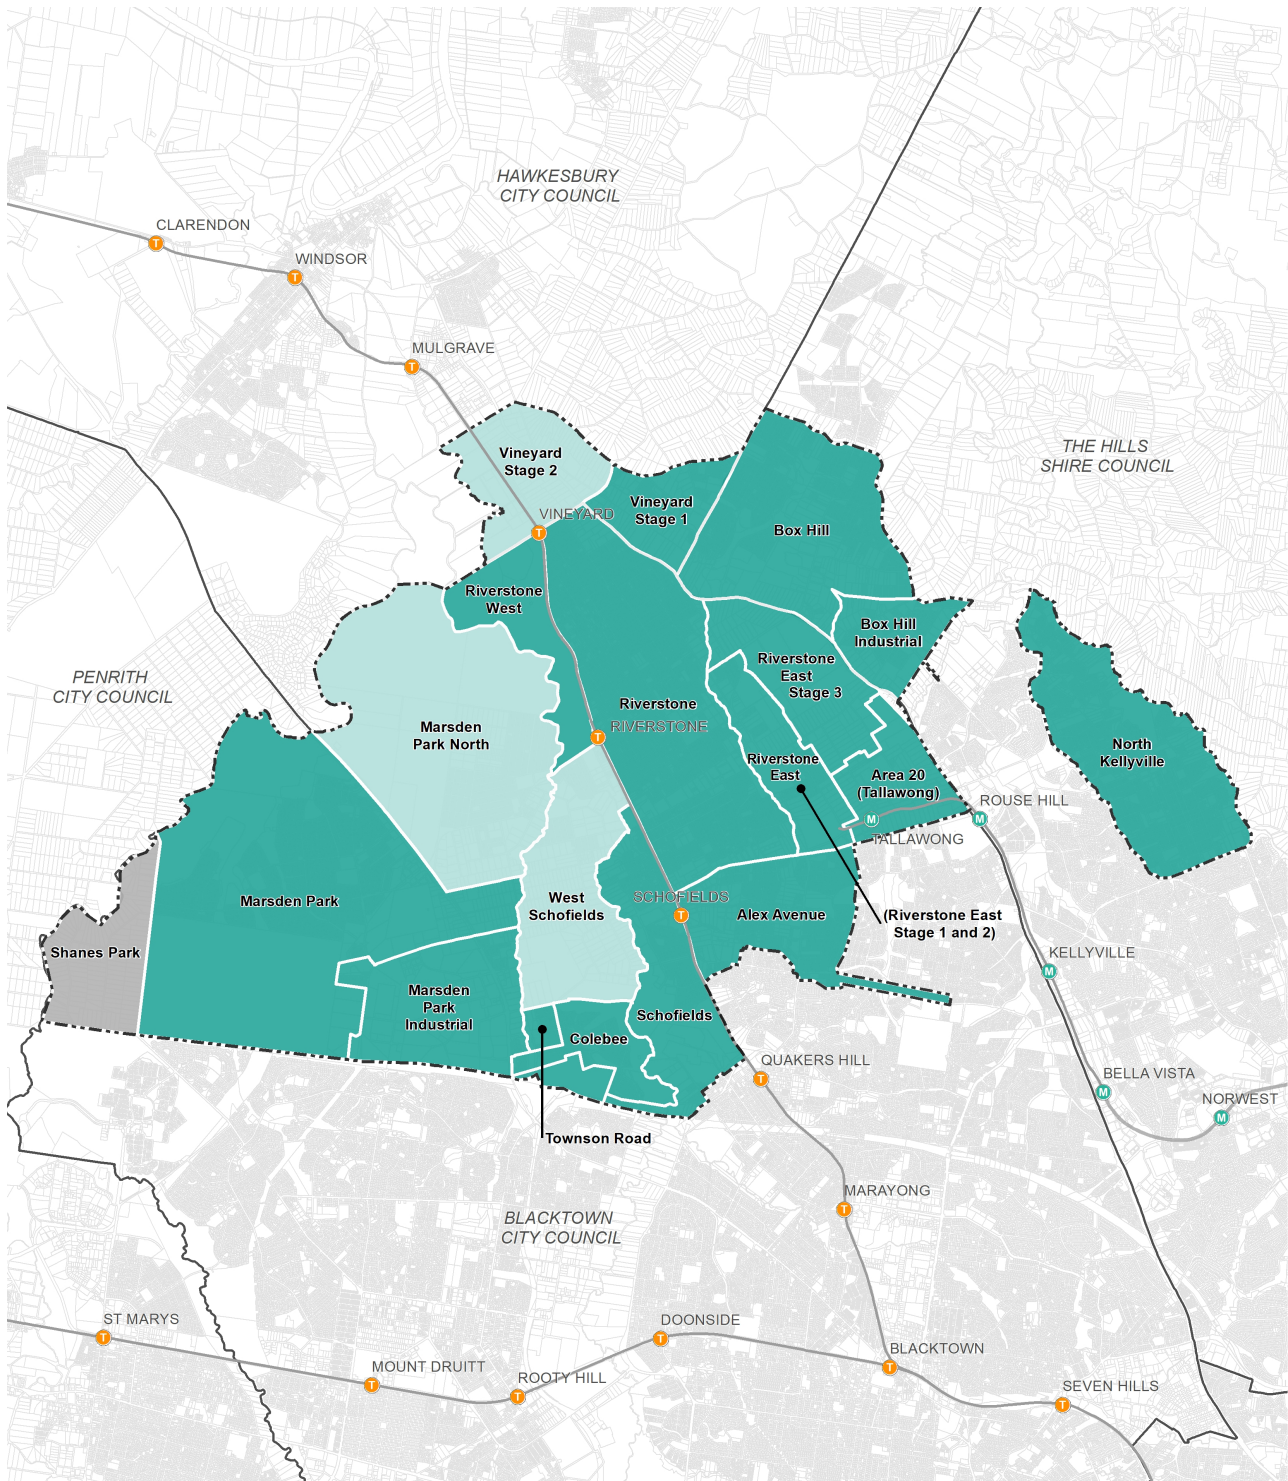 HAWKESBURY
CITY COUNCIL
CLARENDON
T
WINDSOR
T
MULGRAVE
T
THE HILLS
SHIRE COUNCIL
Vineyard
Stage 2
Vineyard
Stage 1
VINEYARD
T
Box Hill
Riverstone
West
Box Hill
Industrial
PENRITH
CITY COUNCIL
Riverstone
East
Stage 3
Riverstone
RIVERSTONE
T
Marsden
Park North
North
Kellyville
Riverstone
East
Area 20
(Tallawong)
ROUSE HILL
M
M
TALLAWONG
Marsden Park
West
Schofields
SCHOFIELDS
T
Alex Avenue
(Riverstone East
Stage 1 and 2)
Shanes Park
KELLYVILLE
M
Marsden
Park
Industrial
Schofields
Colebee
QUAKERS HILL
T
BELLA VISTA
M
NORWEST
M
Townson Road
MARAYONG
T
BLACKTOWN
CITY COUNCIL
ST MARYS
T
DOONSIDE
T
BLACKTOWN
T
MOUNT DRUITT
T
ROOTY HILL
T
SEVEN HILLS
T